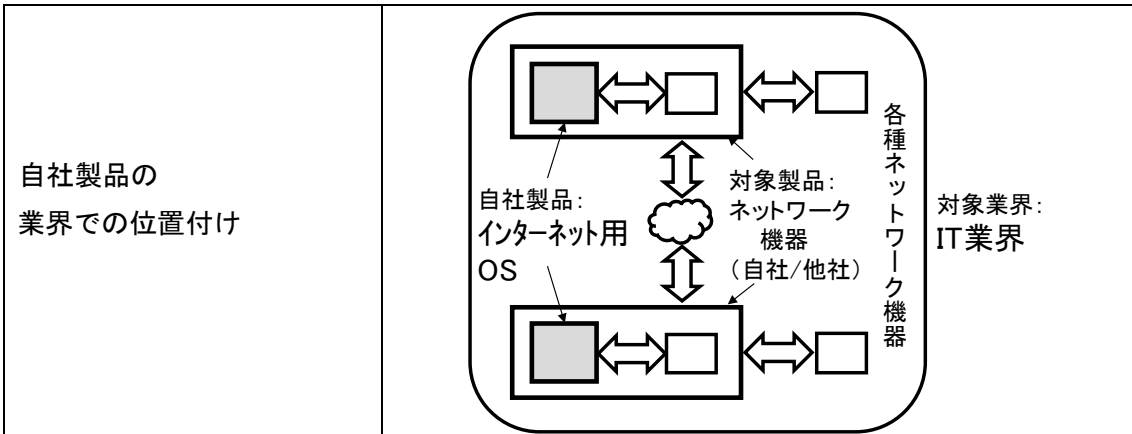 自社製品の
業界での位置付け
自社製品:
インターネット用
OS
対象製品:
ネットワーク
機器
(自社/他社)
各種ネットワーク機器
対象業界:
IT業界